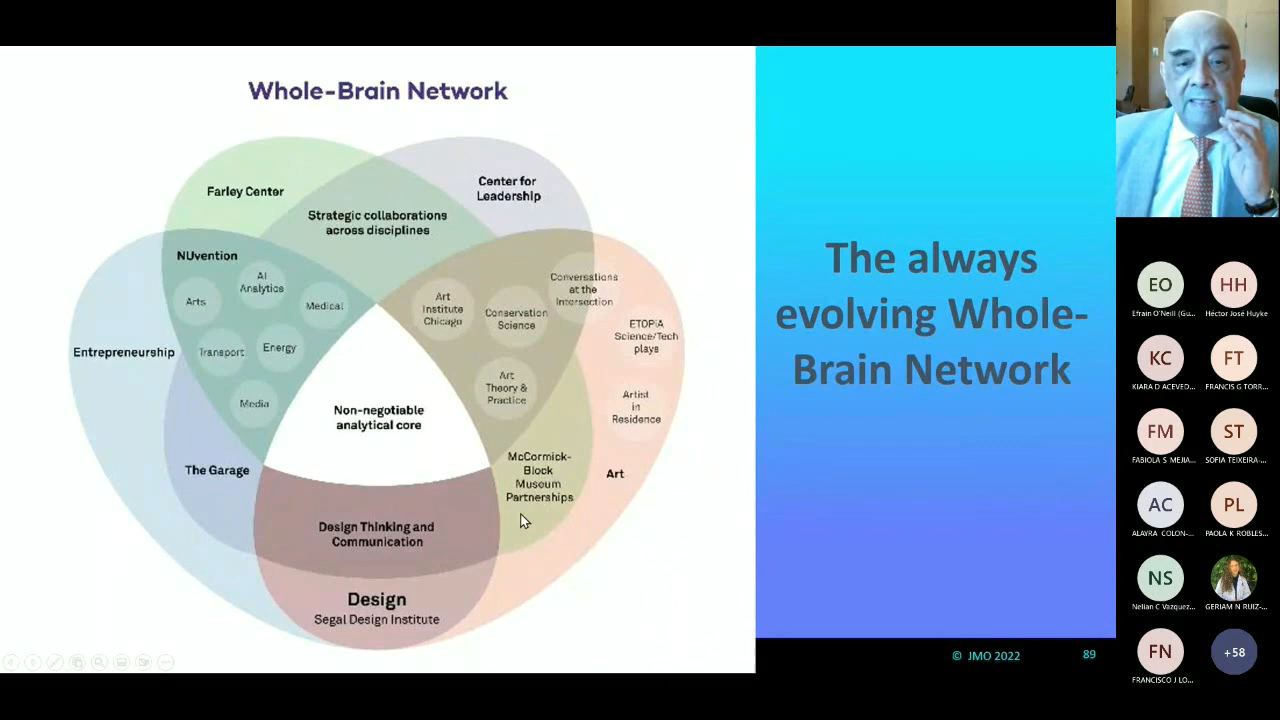 Whole-Brain Network
Farley Center
Center for
Leadership
Strategic collaborations
across disciplines
NUvention
Arts
AI
Analytics
Medical
Transport
Energy
Media
Entrepreneurship
Art
Institute
Chicago
Conservation
Science
Conversations
at the
Intersection
ETOPiA
Science/Tech
plays
Art
Theory &
Practice
Artist
in
Residence
Non-negotiable
analytical core
The Garage
McCormick-
Block
Museum
Partnerships
Art
Design Thinking and
Communication
Design
Segal Design Institute
The always
evolving Whole-
Brain Network
© JMO 2022
89
EO
Efrain O'Neill (Gu...
HH
Héctor José Huyke
KC
KIARA D ACEVED...
FT
FRANCIS G TORR...
FM
FABIOLA S MEJIA...
ST
SOFIA TEIXEIRA-...
AC
ALAYRA COLON-...
PL
PAOLA K ROBLES...
NS
Nelian C Vazquez...
GERIAM N RUIZ-...
FN
FRANCISCO J LO...
+58